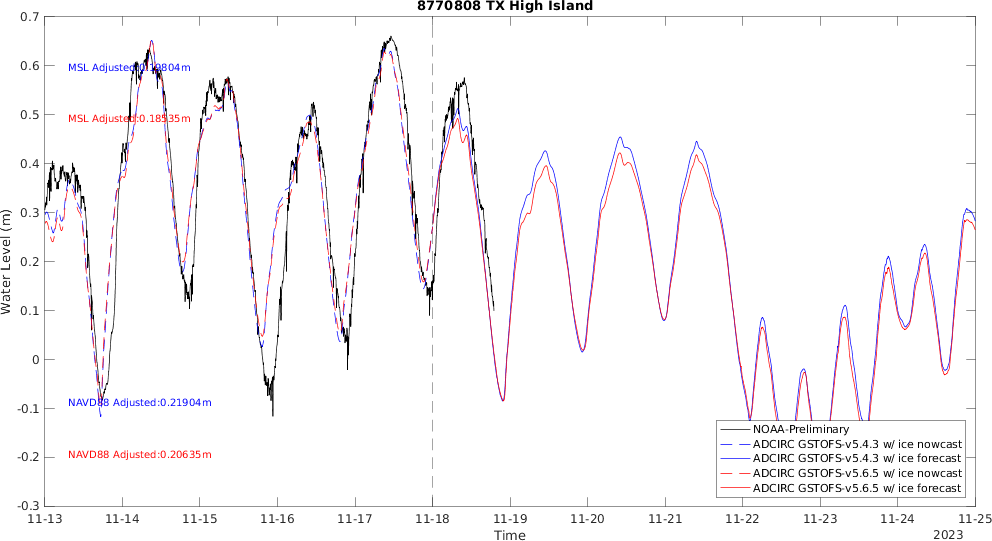 8770808 TX High Island
0.7
0.6
0.5
0.4
0.3
0.2
0.1
0
-0.1
-0.2
-0.3
Water Level (m)
MSL Adjusted:0.19804m
MSL Adjusted:0.18535m
NAVD88 Adjusted:0.21904m
NAVD88 Adjusted:0.20635m
NOAA-Preliminary
ADCIRC GSTOFS-v5.4.3 w/ ice nowcast
ADCIRC GSTOFS-v5.4.3 w/ ice forecast
ADCIRC GSTOFS-v5.6.5 w/ ice nowcast
ADCIRC GSTOFS-v5.6.5 w/ ice forecast
11-13 11-14 11-15 11-16 11-17 11-18 11-19 11-20 11-21 11-22 11-23 11-24 11-25
Time
2023